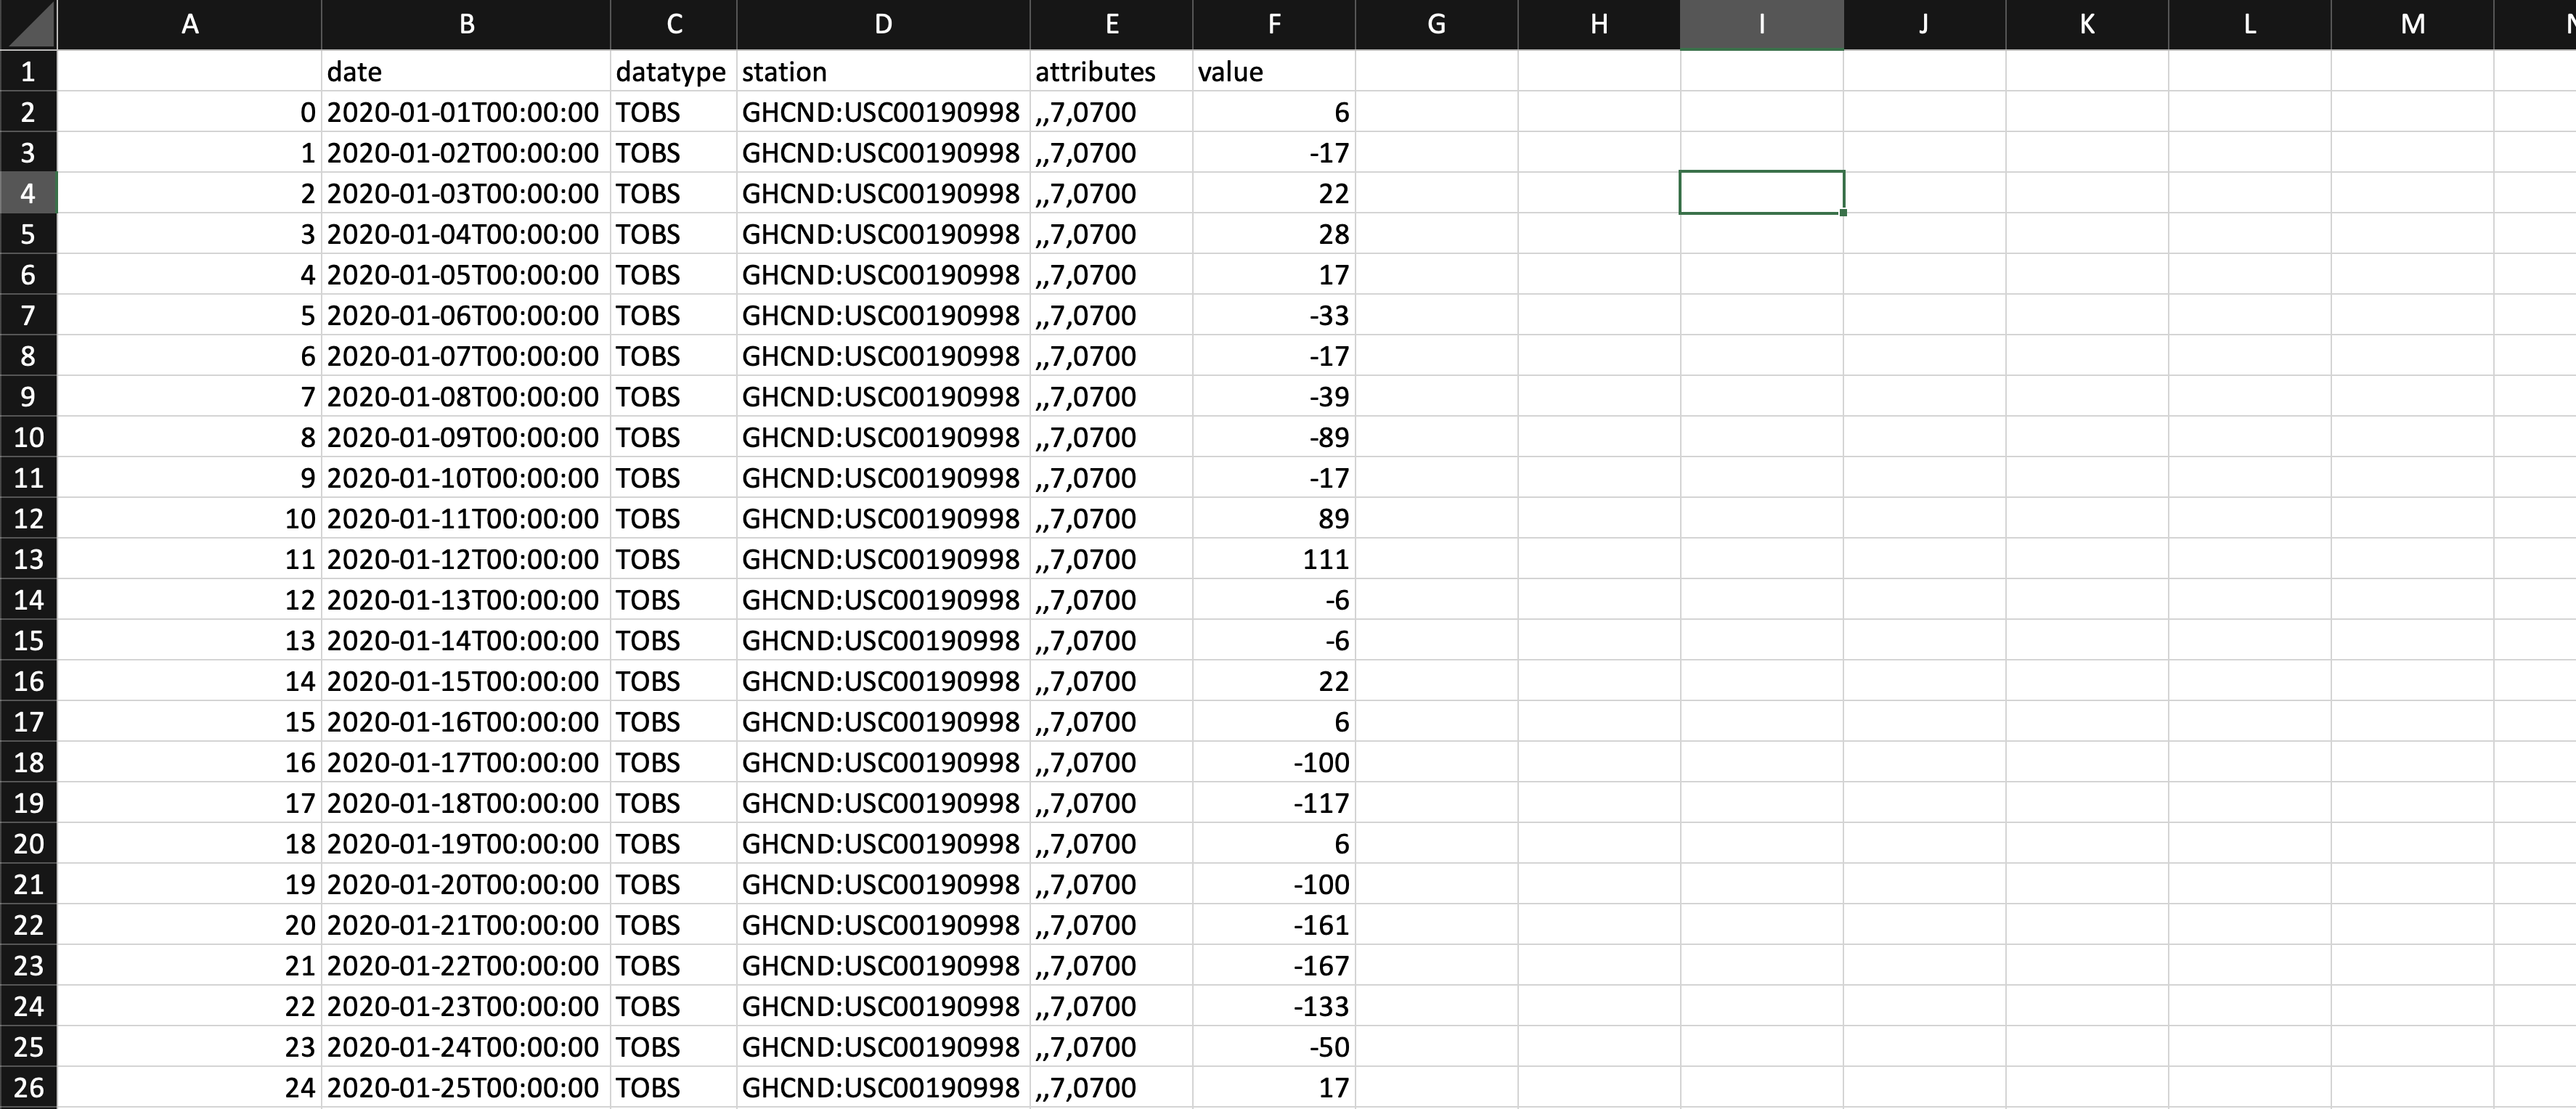 A B C D E F G H I J K L M
1 date datatype station attributes value
2 0 2020-01-01T00:00:00 TOBS GHCND:USC00190998 ,,7,0700 6
3 1 2020-01-02T00:00:00 TOBS GHCND:USC00190998 ,,7,0700 -17
4 2 2020-01-03T00:00:00 TOBS GHCND:USC00190998 ,,7,0700 22
5 3 2020-01-04T00:00:00 TOBS GHCND:USC00190998 ,,7,0700 28
6 4 2020-01-05T00:00:00 TOBS GHCND:USC00190998 ,,7,0700 17
7 5 2020-01-06T00:00:00 TOBS GHCND:USC00190998 ,,7,0700 -33
8 6 2020-01-07T00:00:00 TOBS GHCND:USC00190998 ,,7,0700 -17
9 7 2020-01-08T00:00:00 TOBS GHCND:USC00190998 ,,7,0700 -39
10 8 2020-01-09T00:00:00 TOBS GHCND:USC00190998 ,,7,0700 -89
11 9 2020-01-10T00:00:00 TOBS GHCND:USC00190998 ,,7,0700 -17
12 10 2020-01-11T00:00:00 TOBS GHCND:USC00190998 ,,7,0700 89
13 11 2020-01-12T00:00:00 TOBS GHCND:USC00190998 ,,7,0700 111
14 12 2020-01-13T00:00:00 TOBS GHCND:USC00190998 ,,7,0700 -6
15 13 2020-01-14T00:00:00 TOBS GHCND:USC00190998 ,,7,0700 -6
16 14 2020-01-15T00:00:00 TOBS GHCND:USC00190998 ,,7,0700 22
17 15 2020-01-16T00:00:00 TOBS GHCND:USC00190998 ,,7,0700 6
18 16 2020-01-17T00:00:00 TOBS GHCND:USC00190998 ,,7,0700 -100
19 17 2020-01-18T00:00:00 TOBS GHCND:USC00190998 ,,7,0700 -117
20 18 2020-01-19T00:00:00 TOBS GHCND:USC00190998 ,,7,0700 6
21 19 2020-01-20T00:00:00 TOBS GHCND:USC00190998 ,,7,0700 -100
22 20 2020-01-21T00:00:00 TOBS GHCND:USC00190998 ,,7,0700 -161
23 21 2020-01-22T00:00:00 TOBS GHCND:USC00190998 ,,7,0700 -167
24 22 2020-01-23T00:00:00 TOBS GHCND:USC00190998 ,,7,0700 -133
25 23 2020-01-24T00:00:00 TOBS GHCND:USC00190998 ,,7,0700 -50
26 24 2020-01-25T00:00:00 TOBS GHCND:USC00190998 ,,7,0700 17